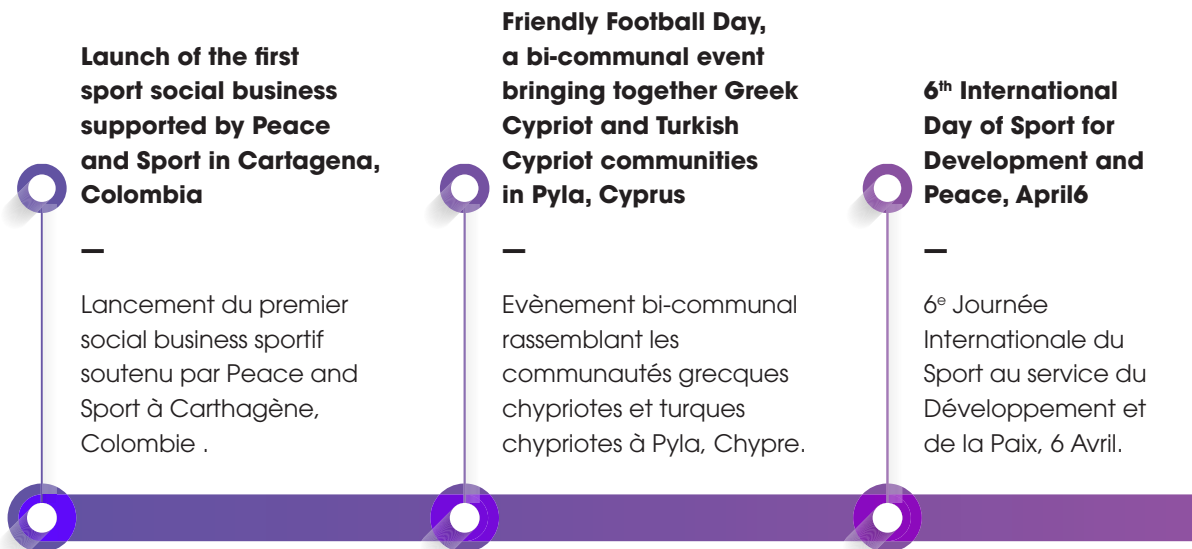 Launch of the first
sport social business
supported by Peace
and Sport in Cartagena,
Colombia
—
Lancement du premier
social business sportif
soutenu par Peace and
Sport à Carthagène,
Colombie .
Friendly Football Day,
a bi-communal event
bringing together Greek
Cypriot and Turkish
Cypriot communities
in Pyla, Cyprus
—
Evènement bi-communal
rassemblant les
communautés grecques
chypriotes et turques
chypriotes à Pyla, Chypre.
6th International
Day of Sport for
Development and
Peace, April6
—
6e Journée
Internationale du
Sport au service du
Développement et
de la Paix, 6 Avril.